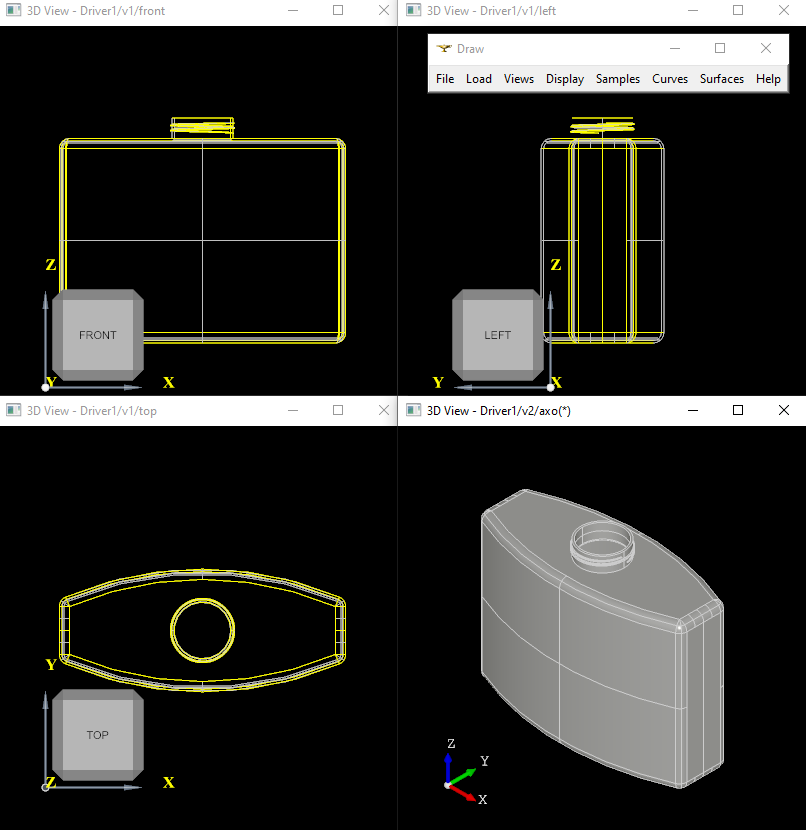 3D View - Driver1/v1/front
3D View - Driver1/v1/left
Draw
File Load Views Display Samples Curves Surfaces Help
Z
FRONT
Y X
Z
LEFT
Y X
3D View - Driver1/v1/top
3D View - Driver1/v2/axo(*)
Y
TOP
Z X
Z
Y
X